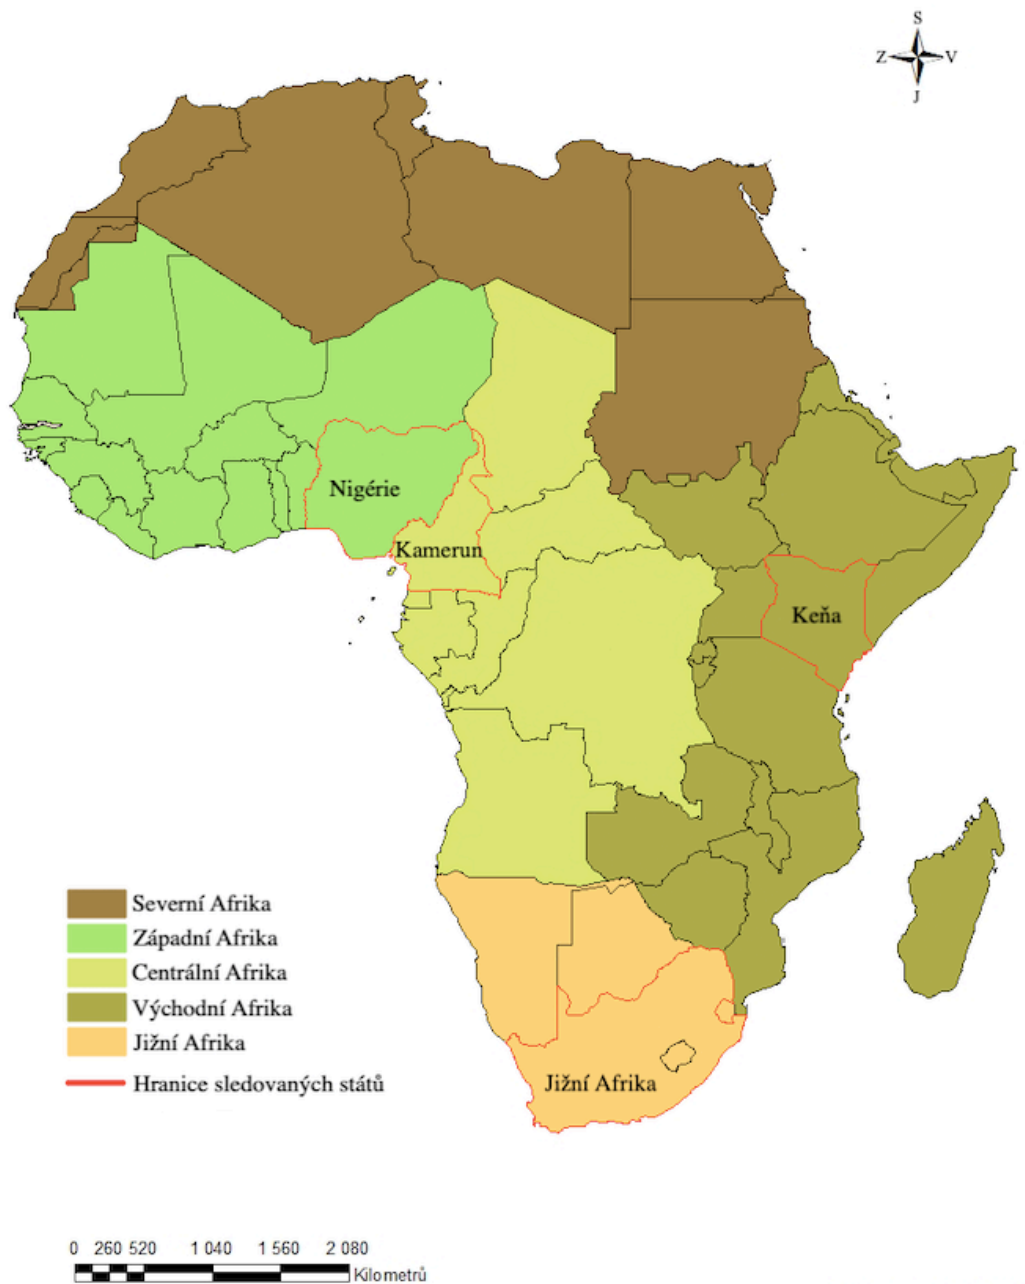 S
Z V
J
Nigérie
Kamerun
Keňa
Severní Afrika
Západní Afrika
Centrální Afrika
Východní Afrika
Jižní Afrika
Hranice sledovaných států
Jižní Afrika
0 260 520 1 040 1 560 2 080
Kilometrů